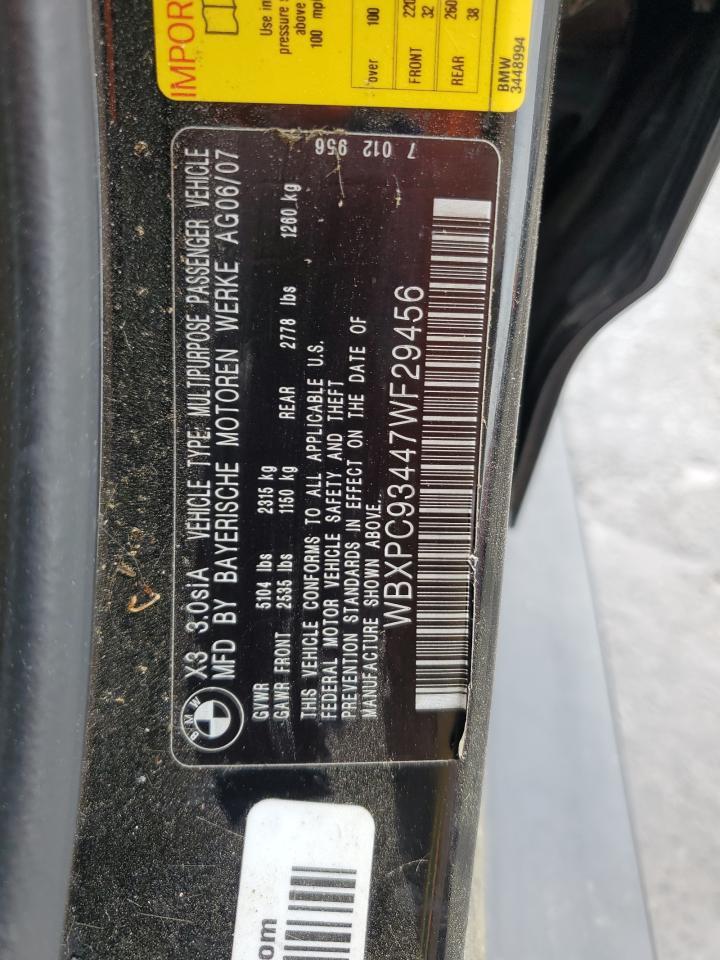 IMPOR
Use in
pressure s
above
100 mph
over 100
FRONT 220 32
REAR 260 38
BMW
3448994
BMW
X3 3.0siA VEHICLE TYPE: MULTIPURPOSE PASSENGER VEHICLE
MFD BY BAYERISCHE MOTOREN WERKE AG06/07
GVWR 5104 lbs 2315 kg
GAWR FRONT 2535 lbs 1150 kg REAR 2778 lbs 1260 kg
THIS VEHICLE CONFORMS TO ALL APPLICABLE U.S.
FEDERAL MOTOR VEHICLE SAFETY AND THEFT
PREVENTION STANDARDS IN EFFECT ON THE DATE OF
MANUFACTURE SHOWN ABOVE.
WBXPC93447WF29456
7 012 956
om